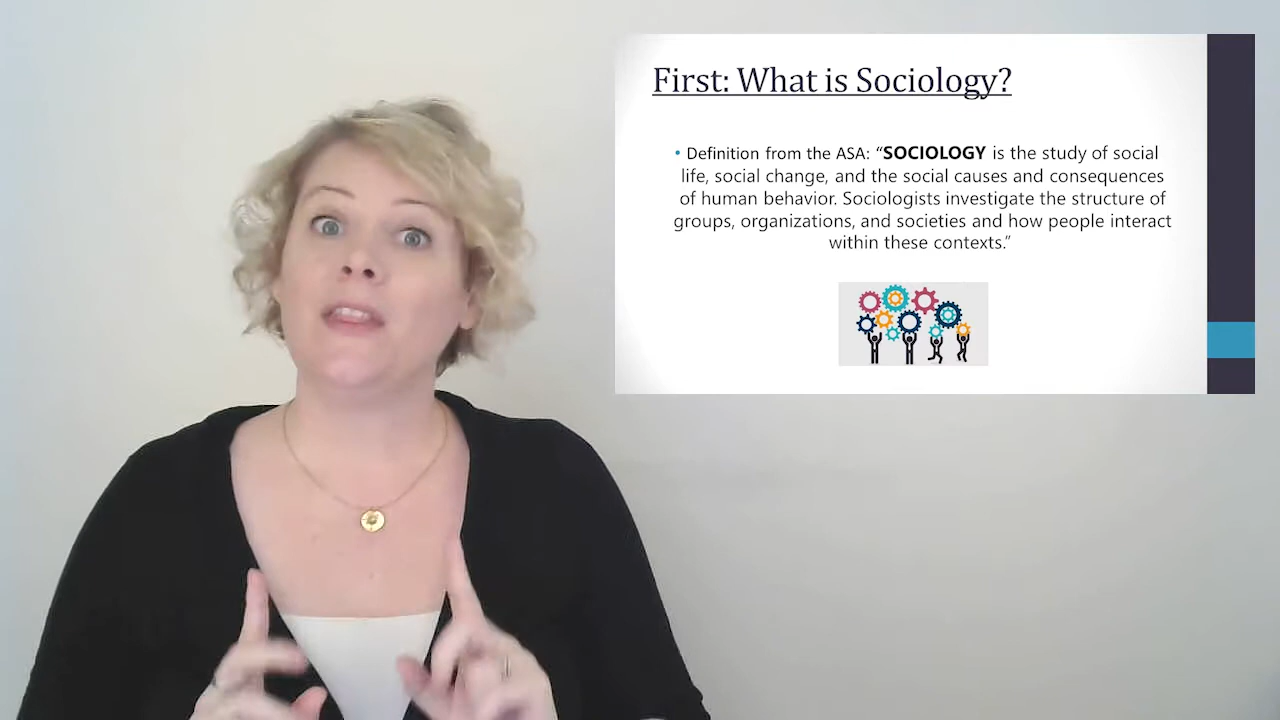 First: What is Sociology?
• Definition from the ASA: “SOCIOLOGY is the study of social
life, social change, and the social causes and consequences
of human behavior. Sociologists investigate the structure of
groups, organizations, and societies and how people interact
within these contexts.”